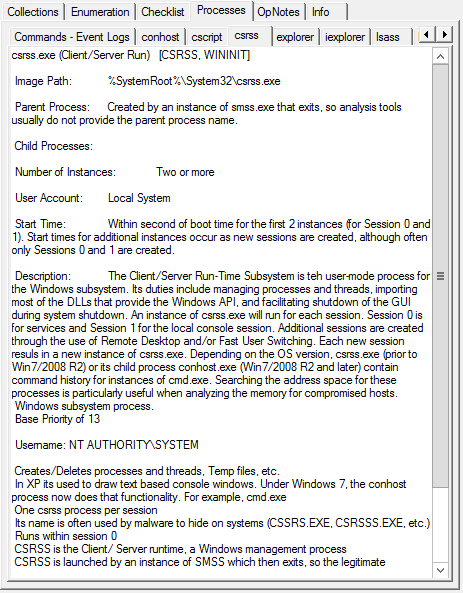 Collections Enumeration Checklist Processes OpNotes Info
Commands - Event Logs conhost cscript csrss explorer iexplorer lsass
csrss.exe (Client/Server Run) [CSRSS, WININIT]
Image Path: %SystemRoot%\System32\csrss.exe
Parent Process: Created by an instance of smss.exe that exits, so analysis tools
usually do not provide the parent process name.
Child Processes:
Number of Instances: Two or more
User Account: Local System
Start Time: Within second of boot time for the first 2 instances (for Session 0 and
1). Start times for additional instances occur as new sessions are created, although often
only Sessions 0 and 1 are created.
Description: The Client/Server Run-Time Subsystem is teh user-mode process for
the Windows subsystem. Its duties include managing processes and threads, importing
most of the DLLs that provide the Windows API, and facilitating shutdown of the GUI
during system shutdown. An instance of csrss.exe will run for each session. Session 0 is
for services and Session 1 for the local console session. Additional sessions are created
through the use of Remote Desktop and/or Fast User Switching. Each new session
resuls in a new instance of csrss.exe. Depending on the OS version, csrss.exe (prior to
Win7/2008 R2) or its child process conhost.exe (Win7/2008 R2 and later) contain
command history for instances of cmd.exe. Searching the address space for these
processes is particularly useful when analyzing the memory for compromised hosts.
Windows subsystem process.
Base Priority of 13
Username: NT AUTHORITY\SYSTEM
Creates/Deletes processes and threads, Temp files, etc.
In XP its used to draw text based console windows. Under Windows 7, the conhost
process now does that functionality. For example, cmd.exe
One csrss process per session
Its name is often used by malware to hide on systems (CSSRS.EXE, CSRSSS.EXE, etc.)
Runs within session 0
CSRSS is the Client/ Server runtime, a Windows management process
CSRSS is launched by an instance of SMSS which then exits, so the legitimate